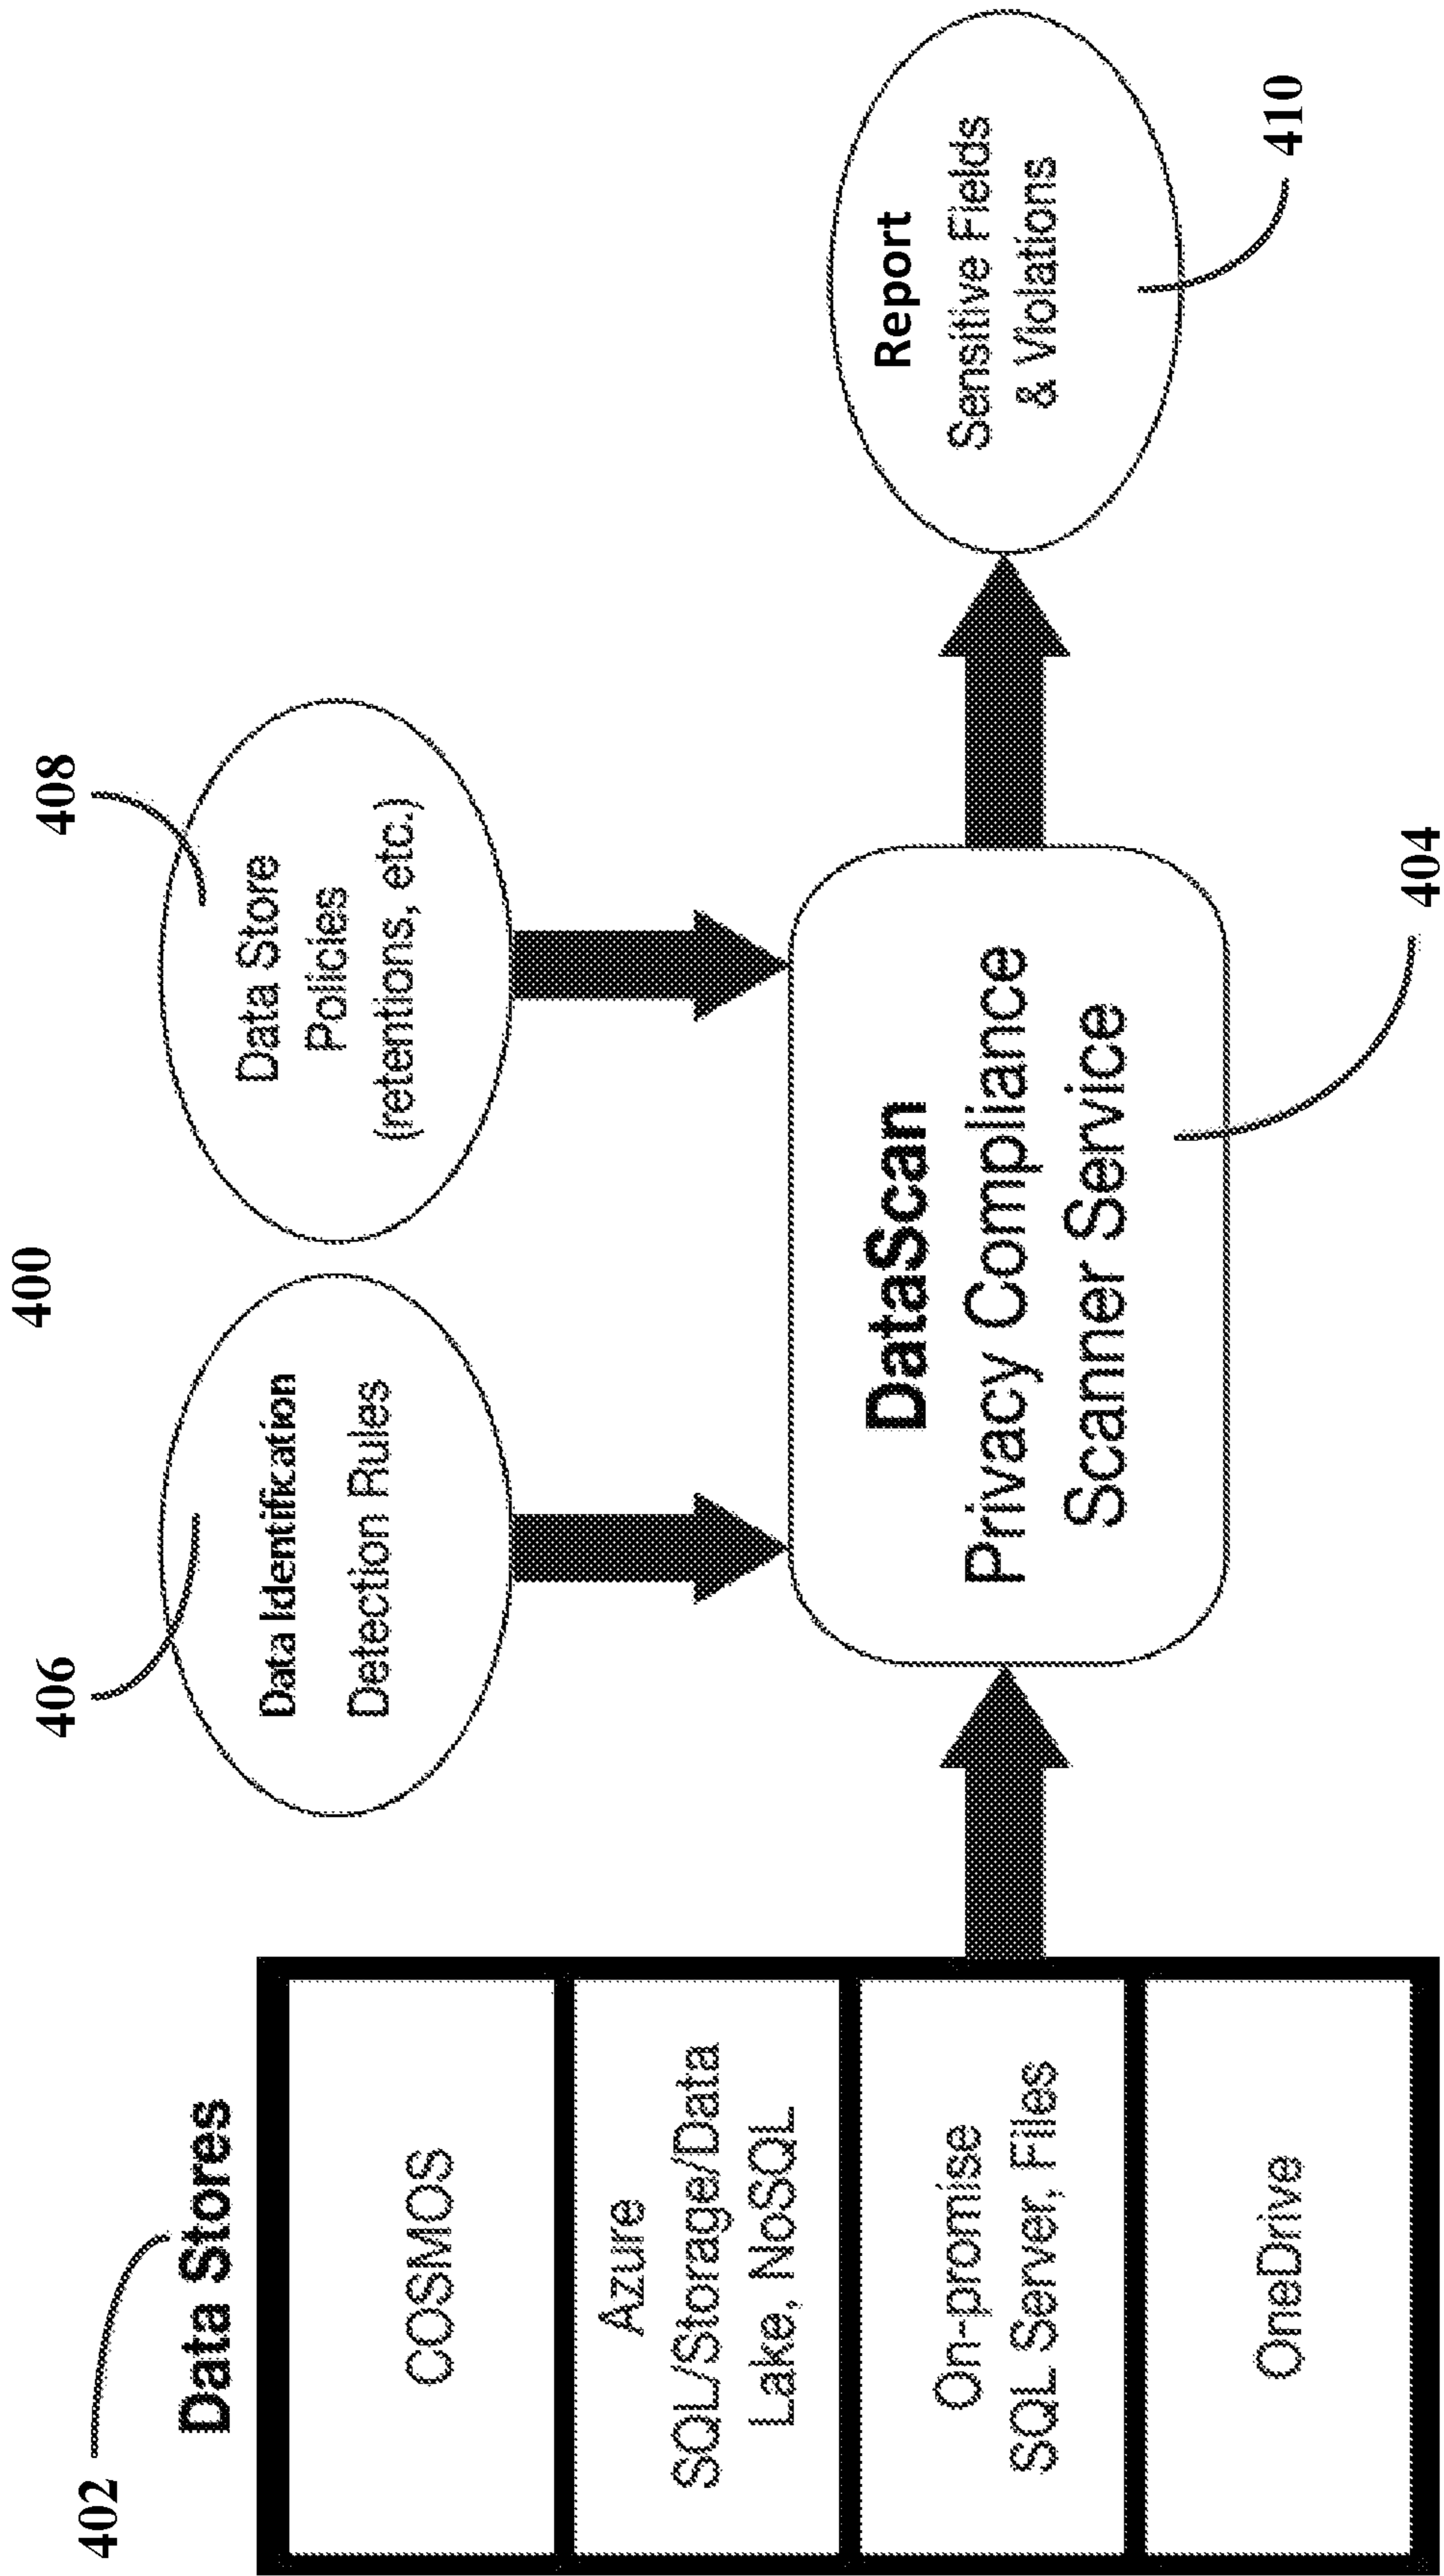 400
402
Data Stores
COSMOS
Azure
SQL/Storage/Data
Lake, NoSQL
On-promise
SQL Server, Files
OneDrive
406
Data Identification
Detection Rules
408
Data Store
Policies
(retentions, etc.)
DataScan
Privacy Compliance
Scanner Service
404
Report
Sensitive Fields
& Violations
410